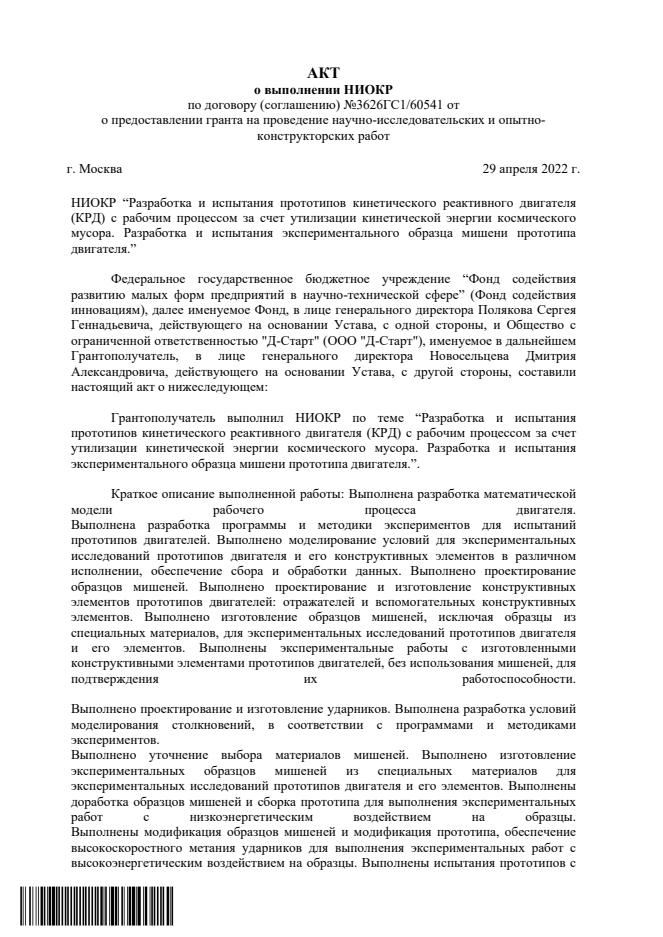 АКТ
о выполнении НИОКР
по договору (соглашению) №3626ГС1/60541 от
о предоставлении гранта на проведение научно-исследовательских и опытно-
конструкторских работ
г. Москва 29 апреля 2022 г.
НИОКР “Разработка и испытания прототипов кинетического реактивного двигателя
(КРД) с рабочим процессом за счет утилизации кинетической энергии космического
мусора. Разработка и испытания экспериментального образца мишени прототипа
двигателя.”
Федеральное государственное бюджетное учреждение “Фонд содействия
развитию малых форм предприятий в научно-технической сфере” (Фонд содействия
инновациям), далее именуемое Фонд, в лице генерального директора Полякова Сергея
Геннадьевича, действующего на основании Устава, с одной стороны, и Общество с
ограниченной ответственностью "Д-Старт" (ООО "Д-Старт"), именуемое в дальнейшем
Грантополучатель, в лице генерального директора Новосельцева Дмитрия
Александровича, действующего на основании Устава, с другой стороны, составили
настоящий акт о нижеследующем:
Грантополучатель выполнил НИОКР по теме “Разработка и испытания
прототипов кинетического реактивного двигателя (КРД) с рабочим процессом за счет
утилизации кинетической энергии космического мусора. Разработка и испытания
экспериментального образца мишени прототипа двигателя.”.
Краткое описание выполненной работы: Выполнена разработка математической
модели рабочего процесса двигателя.
Выполнена разработка программы и методики экспериментов для испытаний
прототипов двигателей. Выполнено моделирование условий для экспериментальных
исследований прототипов двигателя и его конструктивных элементов в различном
исполнении, обеспечение сбора и обработки данных. Выполнено проектирование
образцов мишеней. Выполнено проектирование и изготовление конструктивных
элементов прототипов двигателей: отражателей и вспомогательных конструктивных
элементов. Выполнено изготовление образцов мишеней, исключая образцы из
специальных материалов, для экспериментальных исследований прототипов двигателя
и его элементов. Выполнены экспериментальные работы с изготовленными
конструктивными элементами прототипов двигателей, без использования мишеней, для
подтверждения их работоспособности.
Выполнено проектирование и изготовление ударников. Выполнена разработка условий
моделирования столкновений, в соответствии с программами и методиками
экспериментов.
Выполнено уточнение выбора материалов мишеней. Выполнено изготовление
экспериментальных образцов мишеней из специальных материалов для
экспериментальных исследований прототипов двигателя и его элементов. Выполнены
доработка образцов мишеней и сборка прототипа для выполнения экспериментальных
работ с низкоэнергетическим воздействием на образцы.
Выполнены модификация образцов мишеней и модификация прототипа, обеспечение
высокоскоростного метания ударников для выполнения экспериментальных работ с
высокоэнергетическим воздействием на образцы. Выполнены испытания прототипов с